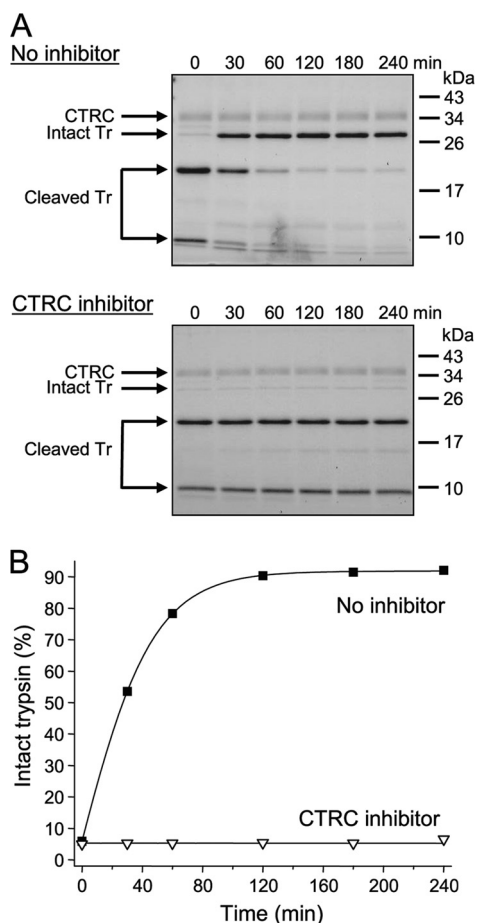 A
No inhibitor
0 30 60 120 180 240 min
kDa
CTRC
43
34
Intact Tr
26
Cleaved Tr
17
10
CTRC inhibitor
0 30 60 120 180 240 min
kDa
43
CTRC
34
Intact Tr
26
Cleaved Tr
17
10
B
90
80
70
60
50
40
30
20
10
0
Intact trypsin (%)
No inhibitor
CTRC inhibitor
0 40 80 120 160 200 240
Time (min)